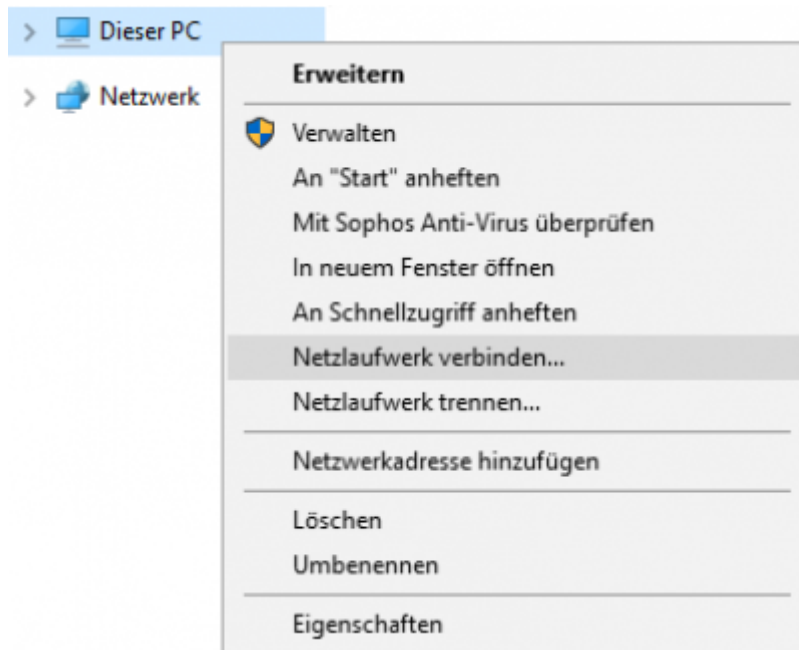 Dieser PC
Netzwerk
Erweitern
Verwalten
An "Start" anheften
Mit Sophos Anti-Virus überprüfen
In neuem Fenster öffnen
An Schnellzugriff anheften
Netzlaufwerk verbinden...
Netzlaufwerk trennen...
Netzwerkadresse hinzufügen
Löschen
Umbenennen
Eigenschaften